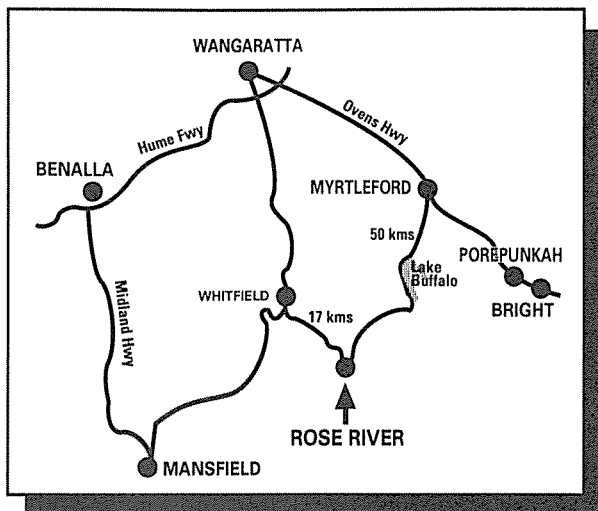 WANGARATTA
Ovens Hwy
Hume Fwy
BENALLA
MYRTLEFORD
50 kms
POREPUNKAH
Lake
Buffalo
WHITFIELD
BRIGHT
17 kms
Midland Hwy
ROSE RIVER
MANSFIELD